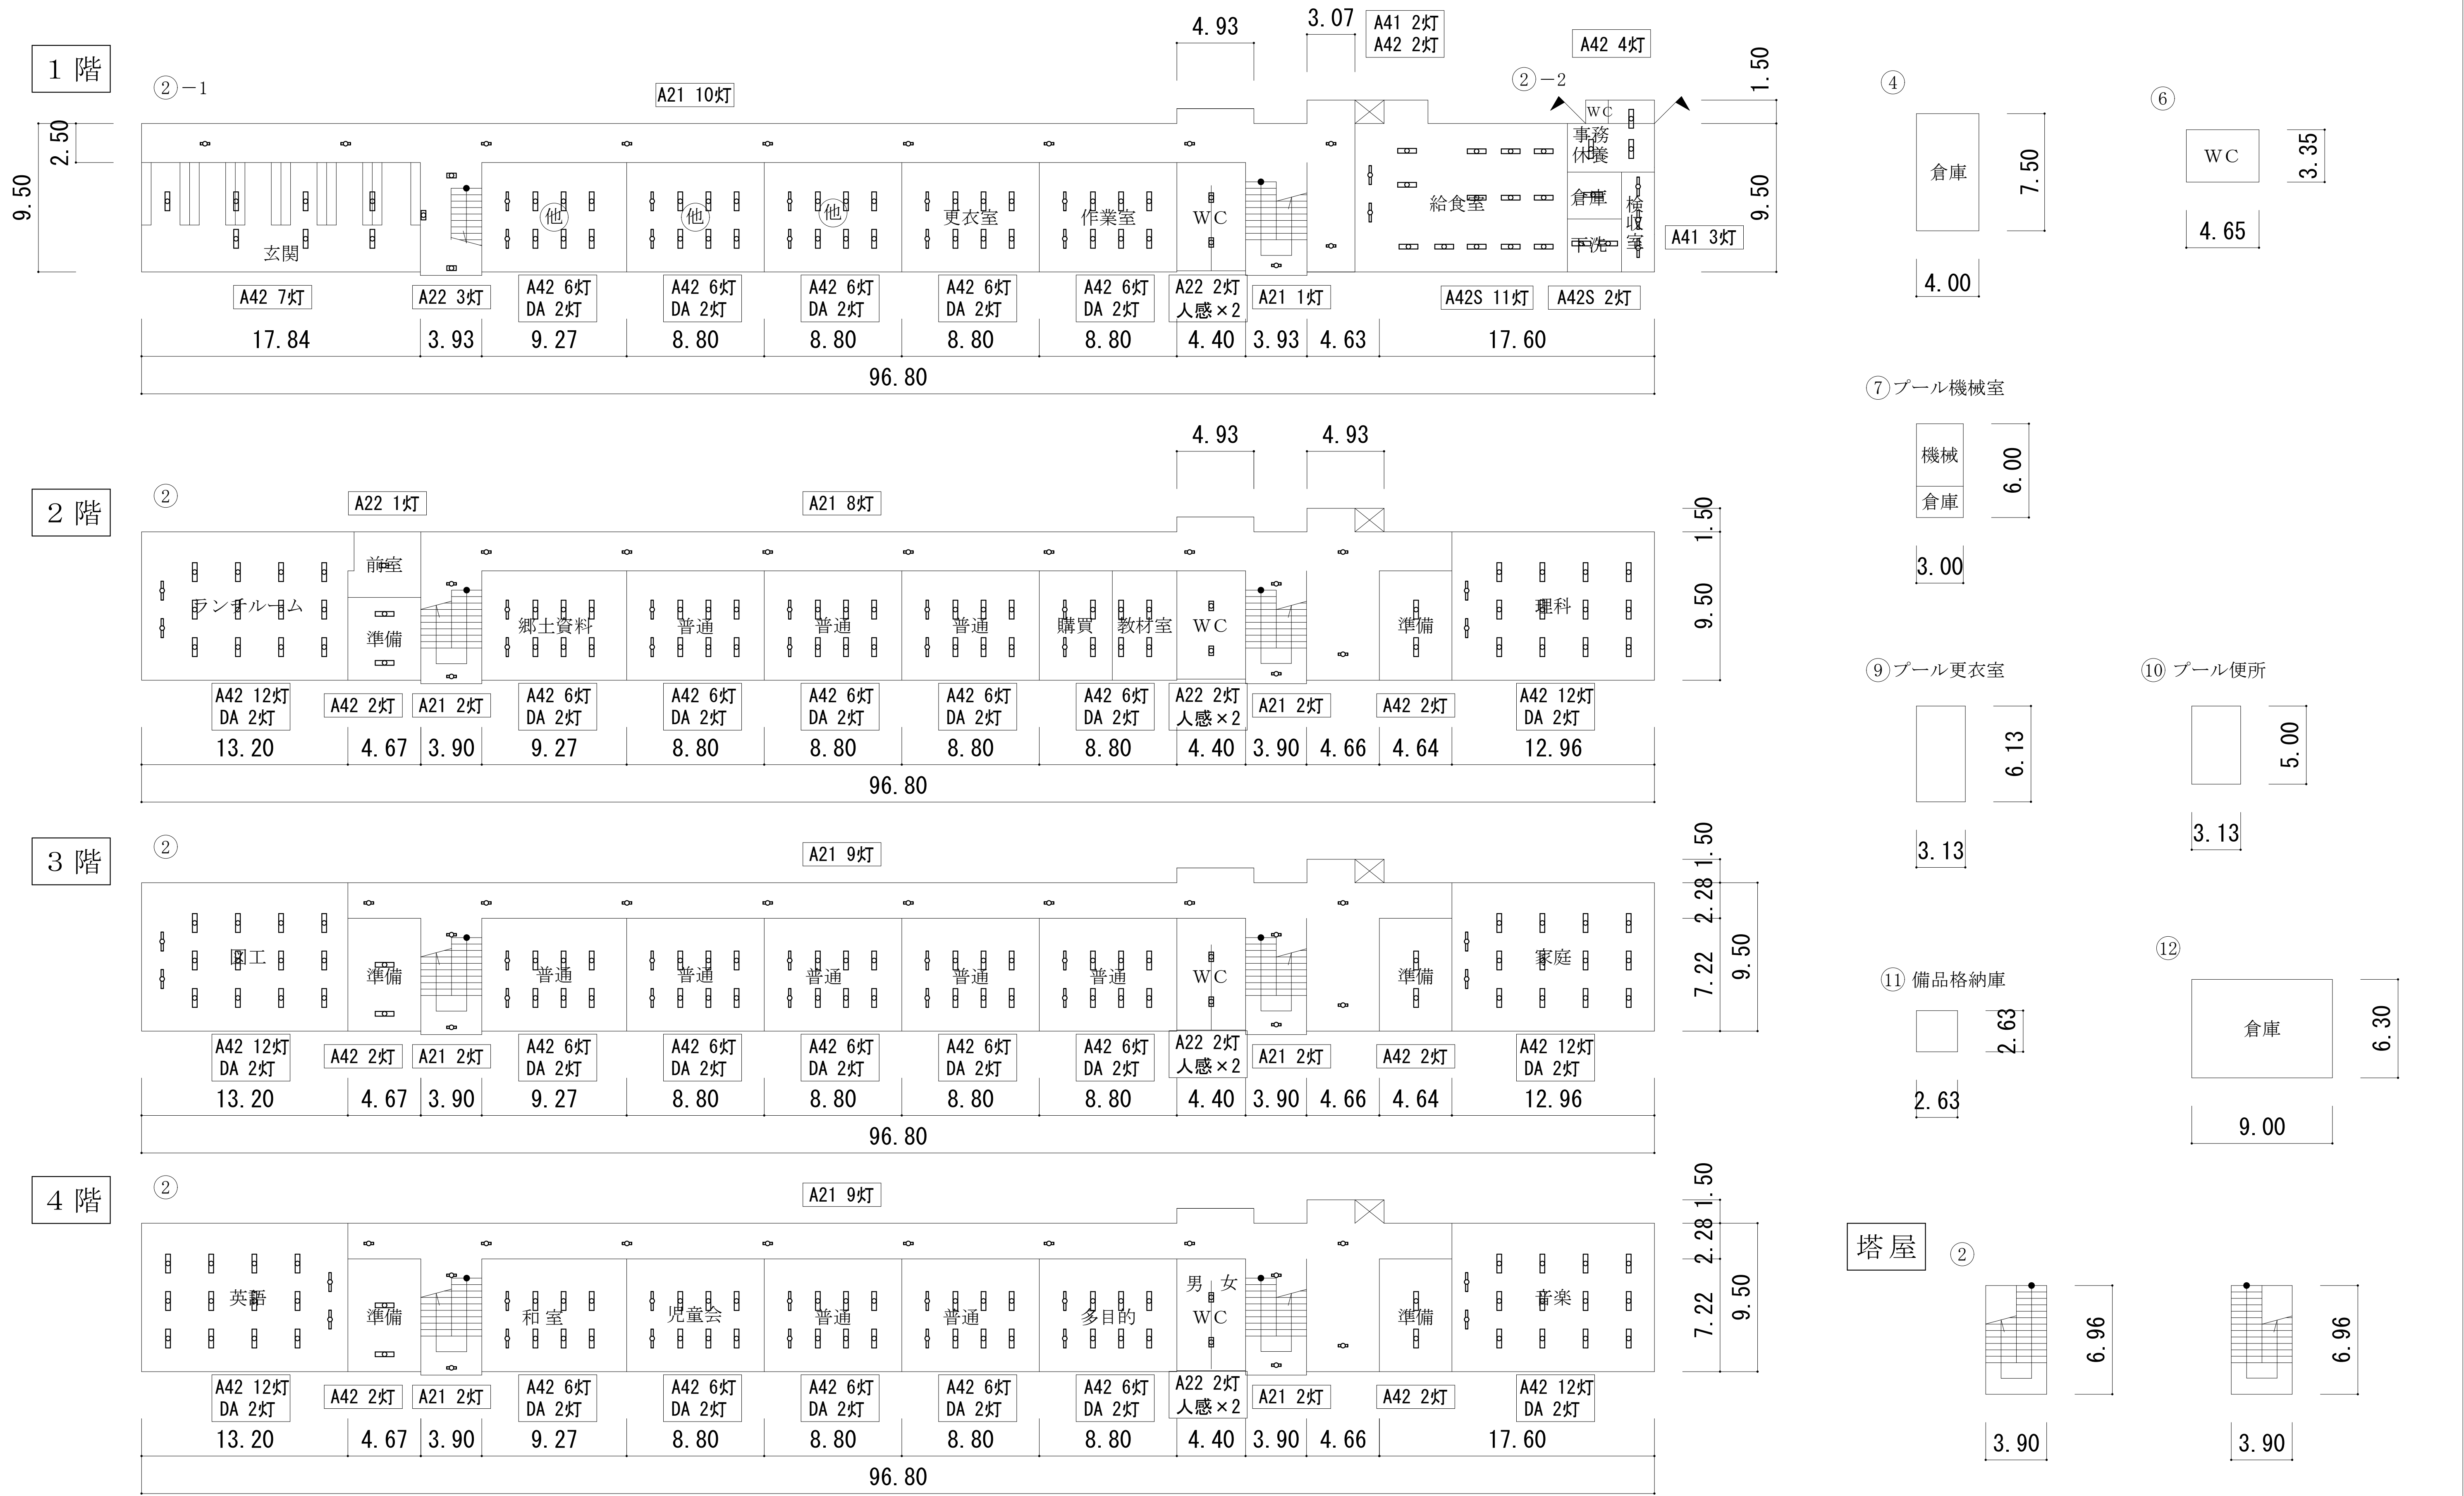 1 階
②－1
A21 10灯
4.93
3.07
A41 2灯
A42 2灯
②－2
A42 4灯
1.50
9.50
2.50
9.50
玄関
他
他
他
更衣室
作業室
WC
給食室
WC
事務
休養
倉庫
下洗
検収室
A41 3灯
A42 7灯
A22 3灯
A42 6灯
DA 2灯
A42 6灯
DA 2灯
A42 6灯
DA 2灯
A42 6灯
DA 2灯
A42 6灯
DA 2灯
A22 2灯
人感×2
A21 1灯
A42S 11灯
A42S 2灯
17.84
3.93
9.27
8.80
8.80
8.80
8.80
4.40
3.93
4.63
17.60
96.80
2 階
②
A22 1灯
A21 8灯
4.93
4.93
1.50
9.50
ランチルーム
前室
準備
郷土資料
普通
普通
普通
購買
教材室
WC
準備
理科
A42 12灯
DA 2灯
A42 2灯
A21 2灯
A42 6灯
DA 2灯
A42 6灯
DA 2灯
A42 6灯
DA 2灯
A42 6灯
DA 2灯
A42 6灯
DA 2灯
A22 2灯
人感×2
A21 2灯
A42 2灯
A42 12灯
DA 2灯
13.20
4.67
3.90
9.27
8.80
8.80
8.80
8.80
4.40
3.90
4.66
4.64
12.96
96.80
3 階
②
A21 9灯
1.50
2.28
7.22
9.50
図工
準備
普通
普通
普通
普通
普通
WC
準備
家庭
A42 12灯
DA 2灯
A42 2灯
A21 2灯
A42 6灯
DA 2灯
A42 6灯
DA 2灯
A42 6灯
DA 2灯
A42 6灯
DA 2灯
A42 6灯
DA 2灯
A22 2灯
人感×2
A21 2灯
A42 2灯
A42 12灯
DA 2灯
13.20
4.67
3.90
9.27
8.80
8.80
8.80
8.80
4.40
3.90
4.66
4.64
12.96
96.80
4 階
②
A21 9灯
1.50
2.28
7.22
9.50
英語
準備
和 室
児童会
普通
普通
多目的
男 女
WC
準備
音楽
A42 12灯
DA 2灯
A42 2灯
A21 2灯
A42 6灯
DA 2灯
A42 6灯
DA 2灯
A42 6灯
DA 2灯
A42 6灯
DA 2灯
A42 6灯
DA 2灯
A22 2灯
人感×2
A21 2灯
A42 2灯
A42 12灯
DA 2灯
13.20
4.67
3.90
9.27
8.80
8.80
8.80
8.80
4.40
3.90
4.66
17.60
96.80
④
倉庫
7.50
4.00
⑥
WC
3.35
4.65
⑦プール機械室
機械
倉庫
6.00
3.00
⑨プール更衣室
6.13
3.13
⑩ プール便所
5.00
3.13
⑪ 備品格納庫
2.63
2.63
⑫
倉庫
6.30
9.00
塔屋
②
6.96
3.90
6.96
3.90